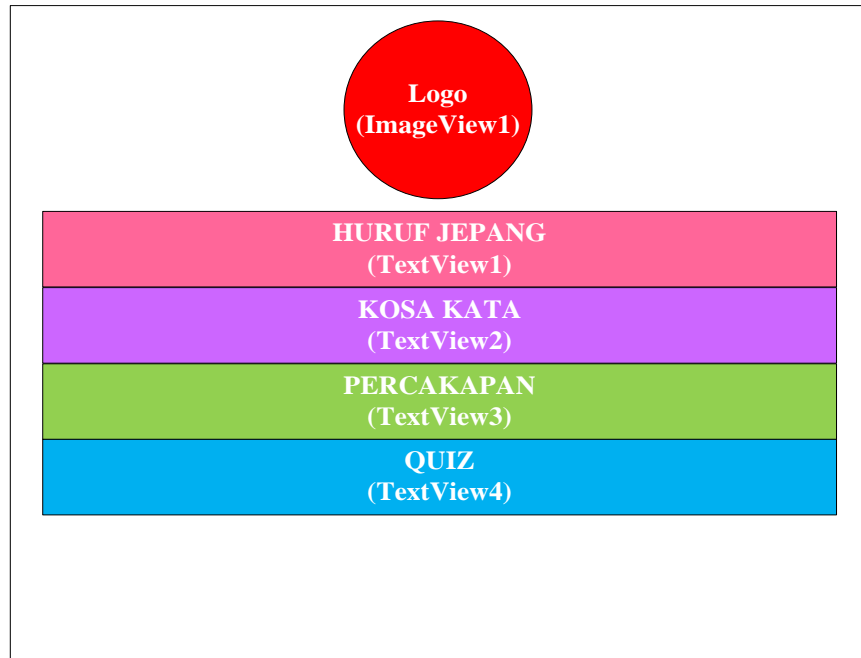 Logo
(ImageView1)
HURUF JEPANG
(TextView1)
KOSA KATA
(TextView2)
PERCAKAPAN
(TextView3)
QUIZ
(TextView4)